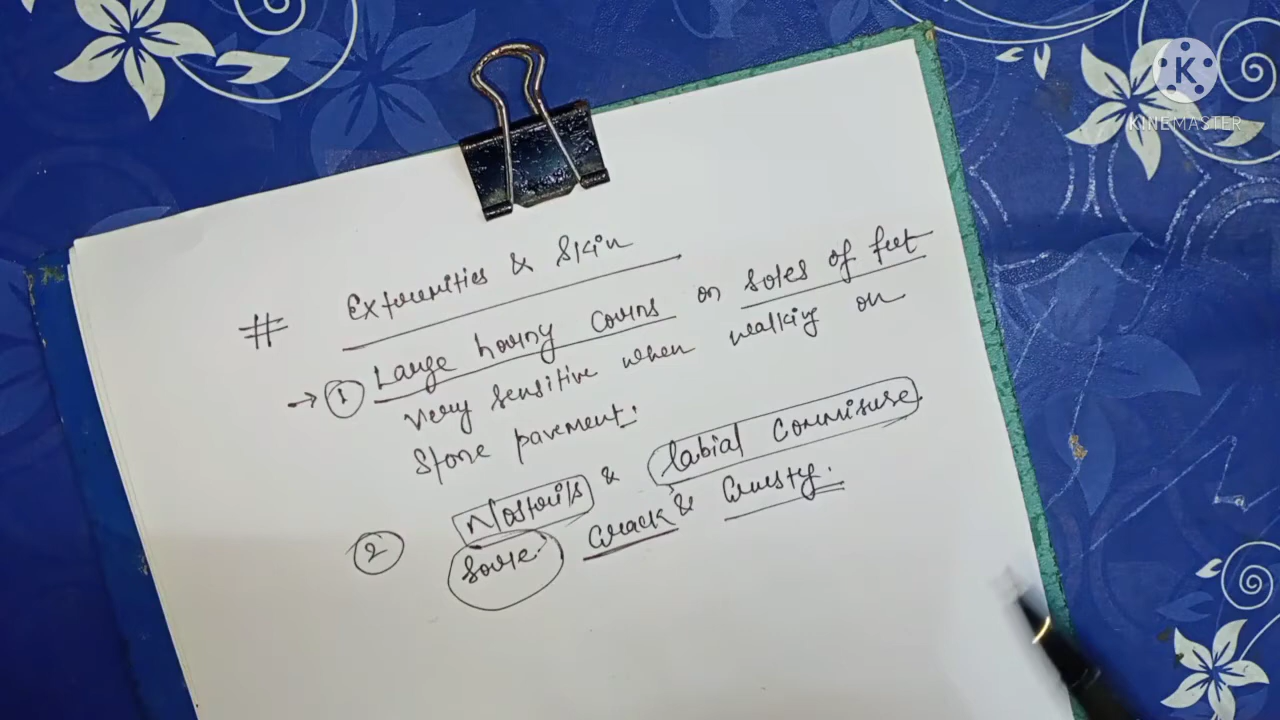 # Extremities & Skin
→ 1 Large horny corns on soles of feet
very sensitive when walking on
stone pavement.
2 Nostrils & labial commisure.
Sore. crack & crusty.
K
KINEMASTER